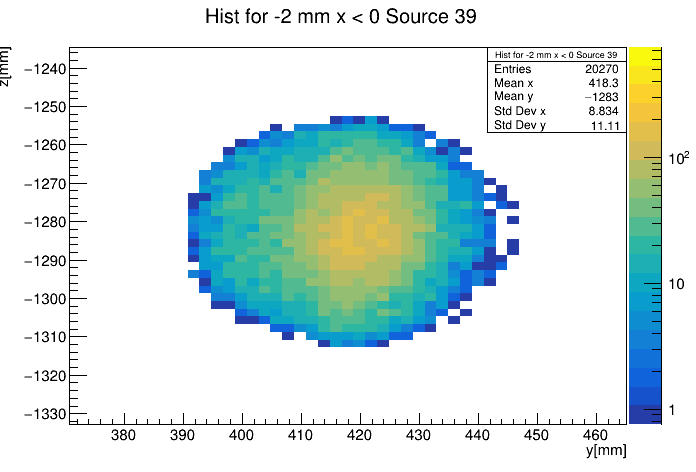 Hist for -2 mm x < 0 Source 39
z[mm]
Hist for -2 mm x < 0 Source 39
Entries 20270
Mean x 418.3
Mean y −1283
Std Dev x 8.834
Std Dev y 11.11
−1240
−1250
−1260
−1270
−1280
−1290
−1300
−1310
−1320
−1330
380 390 400 410 420 430 440 450 460
y[mm]
10²
10
1